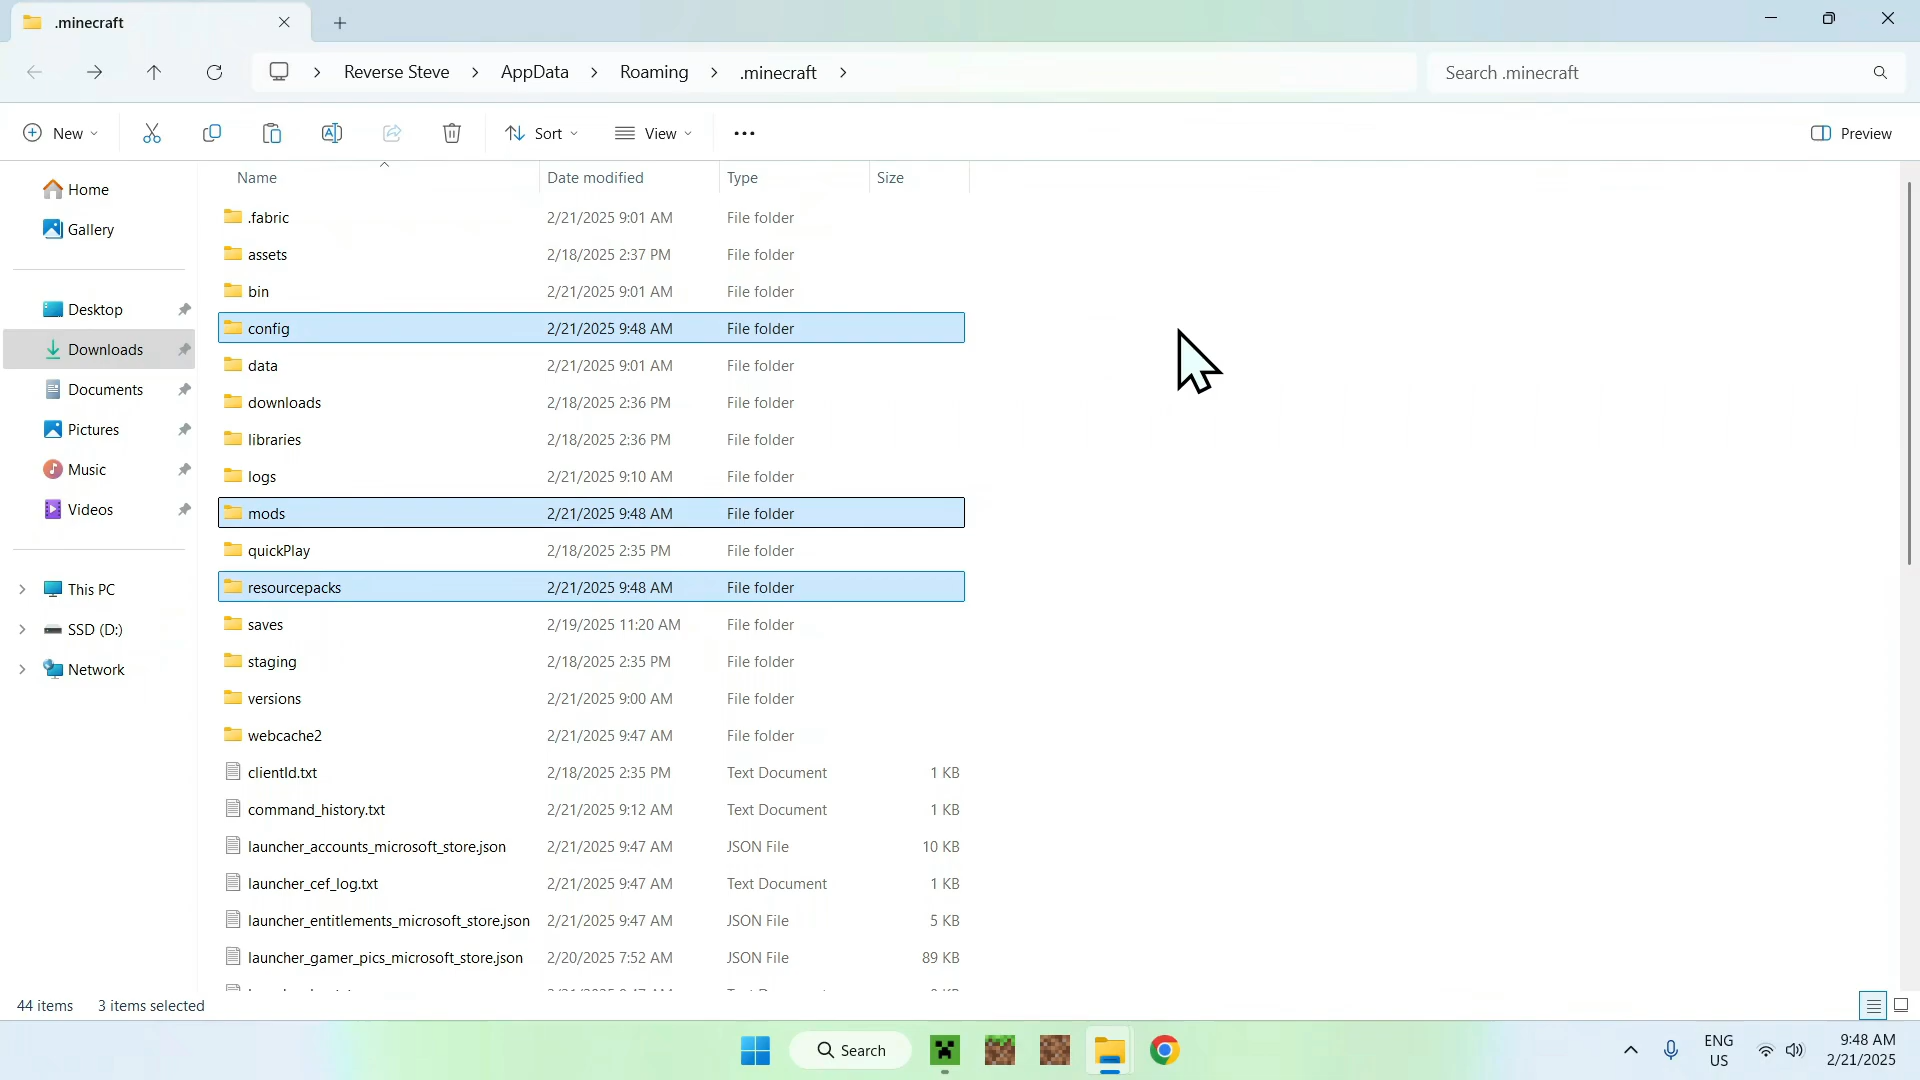 .minecraft
Reverse Steve > AppData > Roaming > .minecraft >
Search .minecraft
New
Sort
View
Preview
Name Date modified Type Size
Home
Gallery
Desktop
Downloads
Documents
Pictures
Music
Videos
This PC
SSD (D:)
Network
.fabric 2/21/2025 9:01 AM File folder
assets 2/18/2025 2:37 PM File folder
bin 2/21/2025 9:01 AM File folder
config 2/21/2025 9:48 AM File folder
data 2/21/2025 9:01 AM File folder
downloads 2/18/2025 2:36 PM File folder
libraries 2/18/2025 2:36 PM File folder
logs 2/21/2025 9:10 AM File folder
mods 2/21/2025 9:48 AM File folder
quickPlay 2/18/2025 2:35 PM File folder
resourcepacks 2/21/2025 9:48 AM File folder
saves 2/19/2025 11:20 AM File folder
staging 2/18/2025 2:35 PM File folder
versions 2/21/2025 9:00 AM File folder
webcache2 2/21/2025 9:47 AM File folder
clientId.txt 2/18/2025 2:35 PM Text Document 1 KB
command_history.txt 2/21/2025 9:12 AM Text Document 1 KB
launcher_accounts_microsoft_store.json 2/21/2025 9:47 AM JSON File 10 KB
launcher_cef_log.txt 2/21/2025 9:47 AM Text Document 1 KB
launcher_entitlements_microsoft_store.json 2/21/2025 9:47 AM JSON File 5 KB
launcher_gamer_pics_microsoft_store.json 2/20/2025 7:52 AM JSON File 89 KB
44 items 3 items selected
Search
ENG
US
9:48 AM
2/21/2025